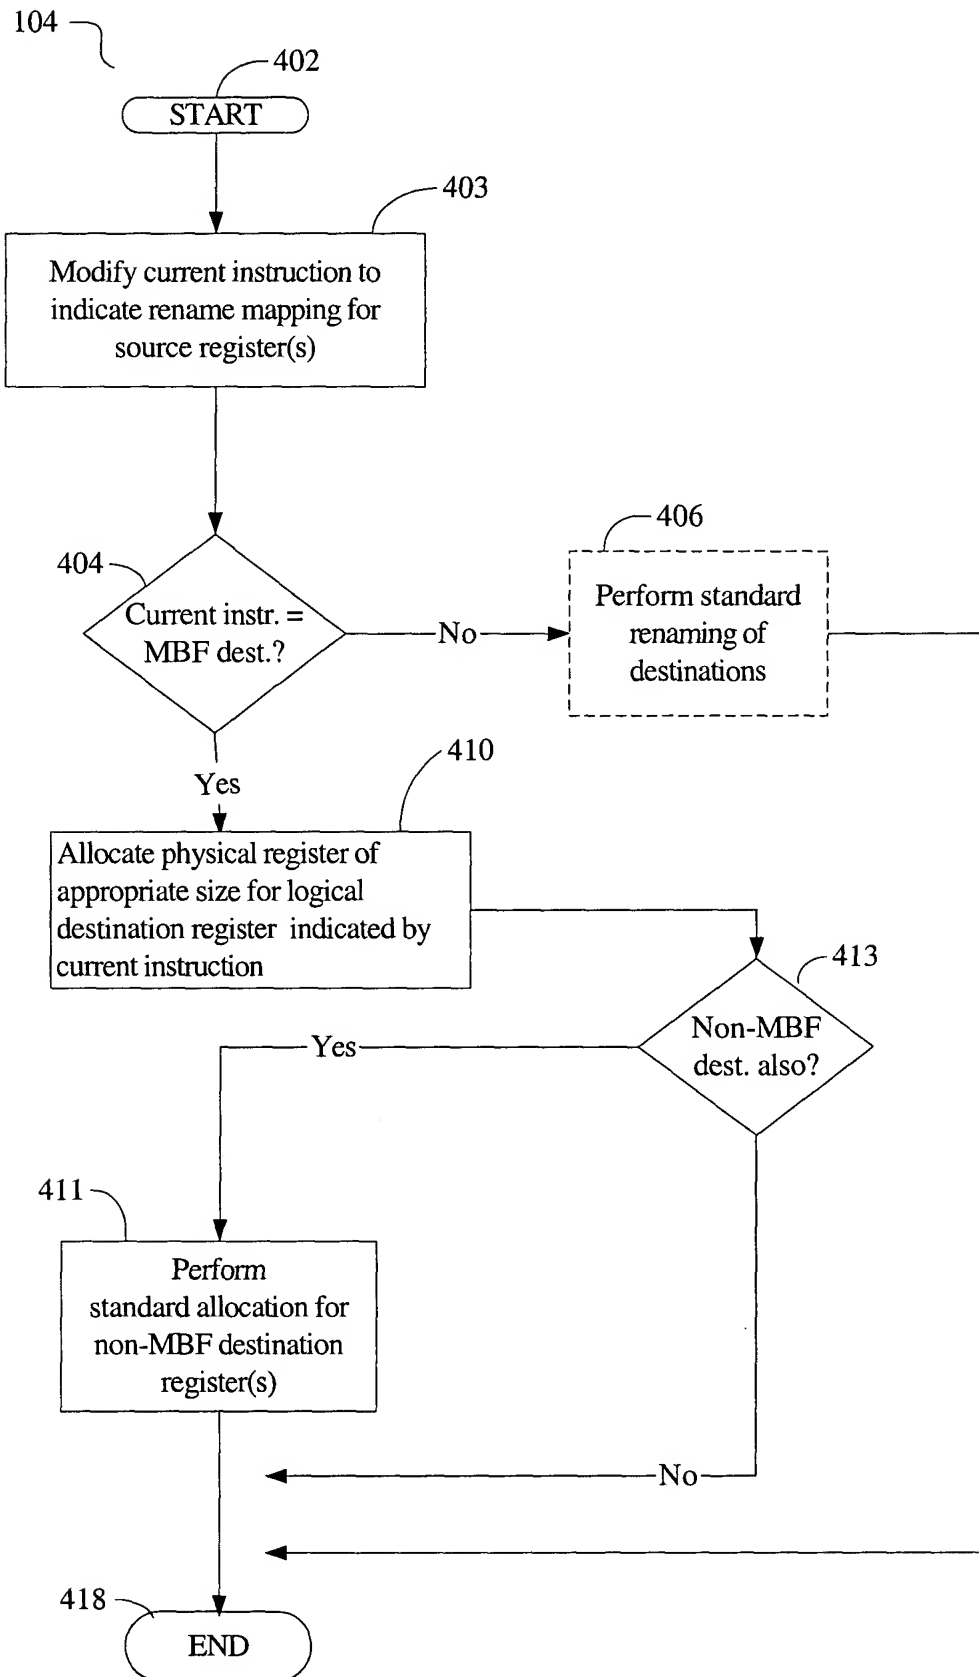 104
402
START
403
Modify current instruction to
indicate rename mapping for
source register(s)
406
404
Current instr. =
MBF dest.?
No
Perform standard
renaming of
destinations
Yes
410
Allocate physical register of
appropriate size for logical
destination register indicated by
current instruction
413
Non-MBF
dest. also?
Yes
411
Perform
standard allocation for
non-MBF destination
register(s)
No
418
END